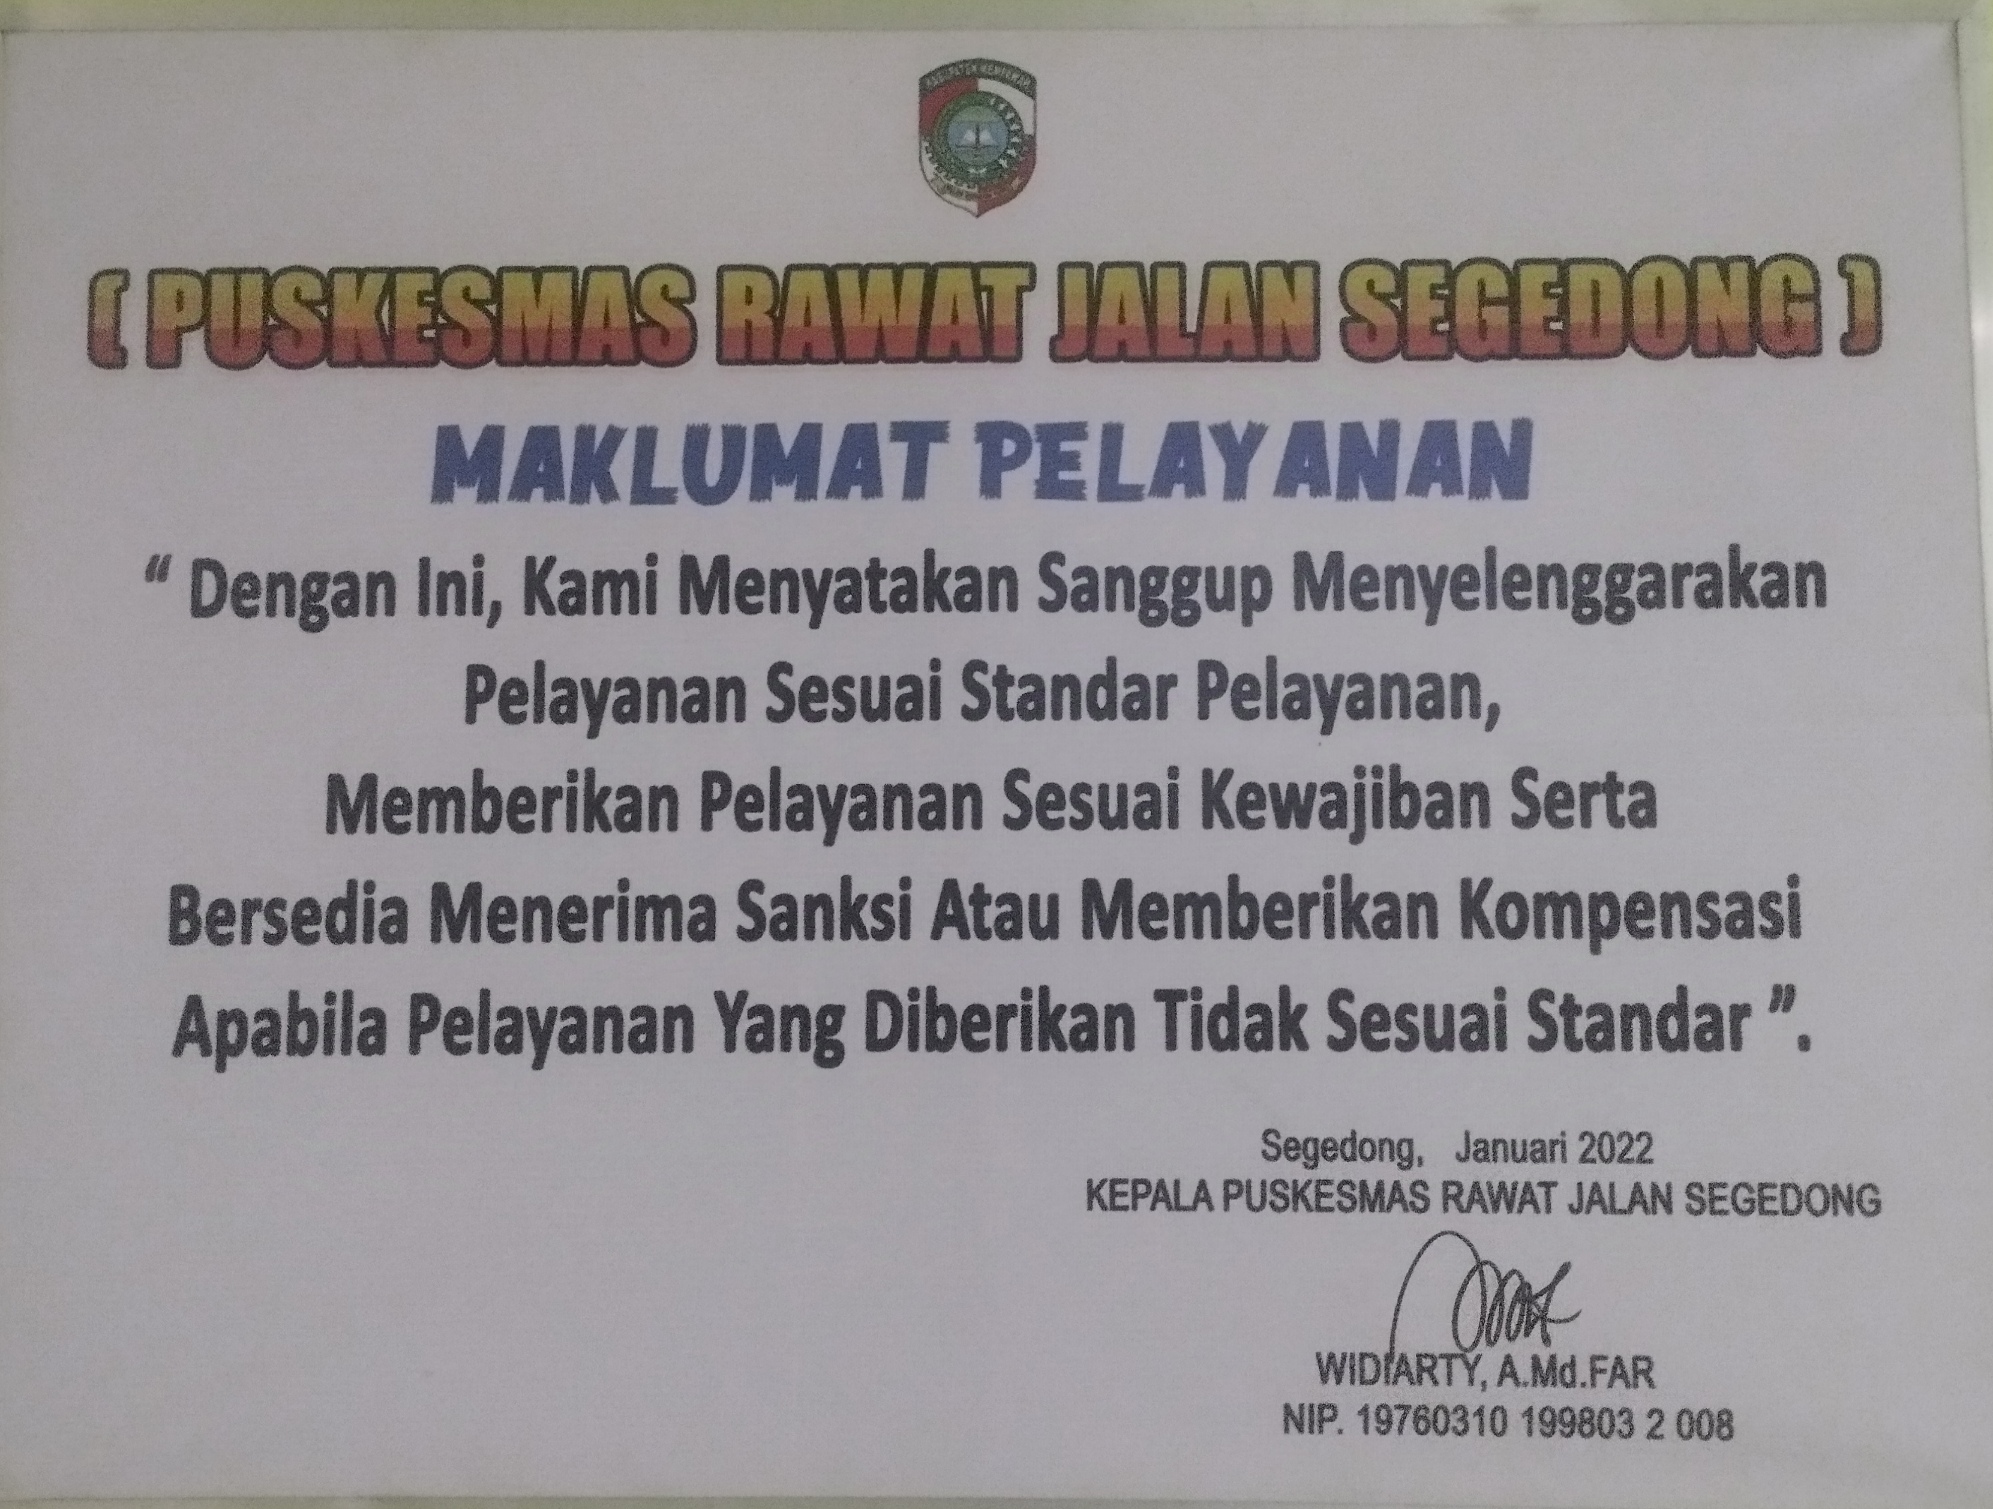 ( PUSKESMAS RAWAT JALAN SEGEDONG )
MAKLUMAT PELAYANAN
“ Dengan Ini, Kami Menyatakan Sanggup Menyelenggarakan
Pelayanan Sesuai Standar Pelayanan,
Memberikan Pelayanan Sesuai Kewajiban Serta
Bersedia Menerima Sanksi Atau Memberikan Kompensasi
Apabila Pelayanan Yang Diberikan Tidak Sesuai Standar ”.
Segedong, Januari 2022
KEPALA PUSKESMAS RAWAT JALAN SEGEDONG
WIDIARTY, A.Md.FAR
NIP. 19760310 199803 2 008